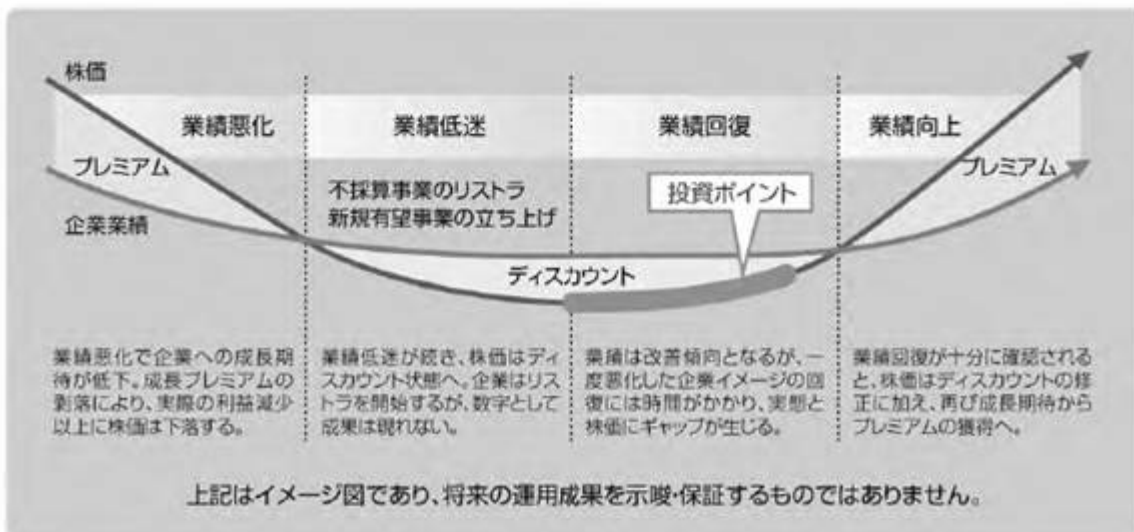 株価
業績悪化
業績低迷
業績回復
業績向上
プレミアム
企業業績
不採算事業のリストラ
新規有望事業の立ち上げ
投資ポイント
プレミアム
ディスカウント
業績悪化で企業への成長期
待が低下。成長プレミアムの
剥落により、実際の利益減少
以上に株価は下落する。
業績低迷が続き、株価はディ
スカウント状態へ。企業はリス
トラを開始するが、数字として
成果は現れない。
業績は改善傾向となるが、一
度悪化した企業イメージの回
復には時間がかかり、実態と
株価にギャップが生じる。
業績回復が十分に確認される
と、株価はディスカウントの修
正に加え、再び成長期待から
プレミアムの獲得へ。
上記はイメージ図であり、将来の運用成果を示唆・保証するものではありません。